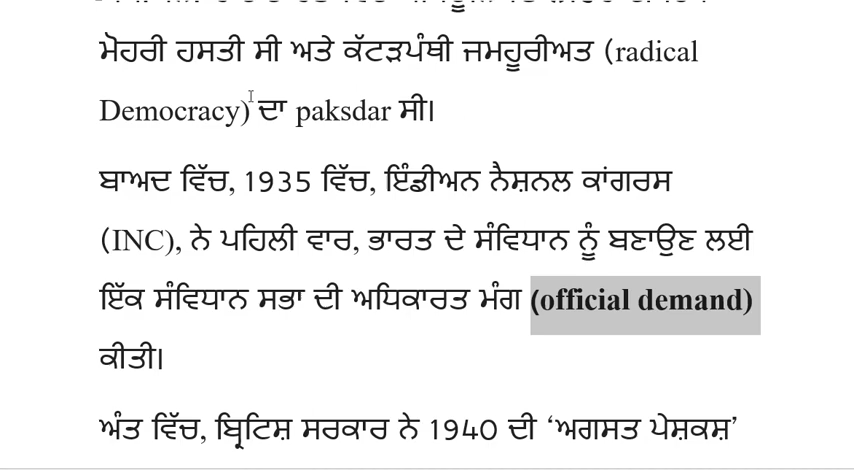 ਮੋਹਰੀ ਹਸਤੀ ਸੀ ਅਤੇ ਕੱਟੜਪੰਥੀ ਜਮਹੂਰੀਅਤ (radical
Democracy) ਦਾ paksdar ਸੀ।
ਬਾਅਦ ਵਿੱਚ, 1935 ਵਿੱਚ, ਇੰਡੀਅਨ ਨੈਸ਼ਨਲ ਕਾਂਗਰਸ
(INC), ਨੇ ਪਹਿਲੀ ਵਾਰ, ਭਾਰਤ ਦੇ ਸੰਵਿਧਾਨ ਨੂੰ ਬਣਾਉਣ ਲਈ
ਇੱਕ ਸੰਵਿਧਾਨ ਸਭਾ ਦੀ ਅਧਿਕਾਰਤ ਮੰਗ (official demand)
ਕੀਤੀ।
ਅੰਤ ਵਿੱਚ, ਬ੍ਰਿਟਿਸ਼ ਸਰਕਾਰ ਨੇ 1940 ਦੀ ‘ਅਗਸਤ ਪੇਸ਼ਕਸ਼’